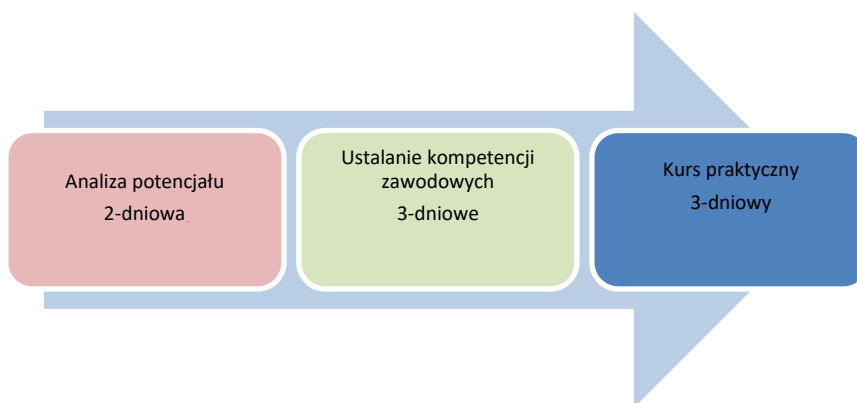 Analiza potencjału
2-dniowa
Ustalanie kompetencji
zawodowych
3-dniowe
Kurs praktyczny
3-dniowy